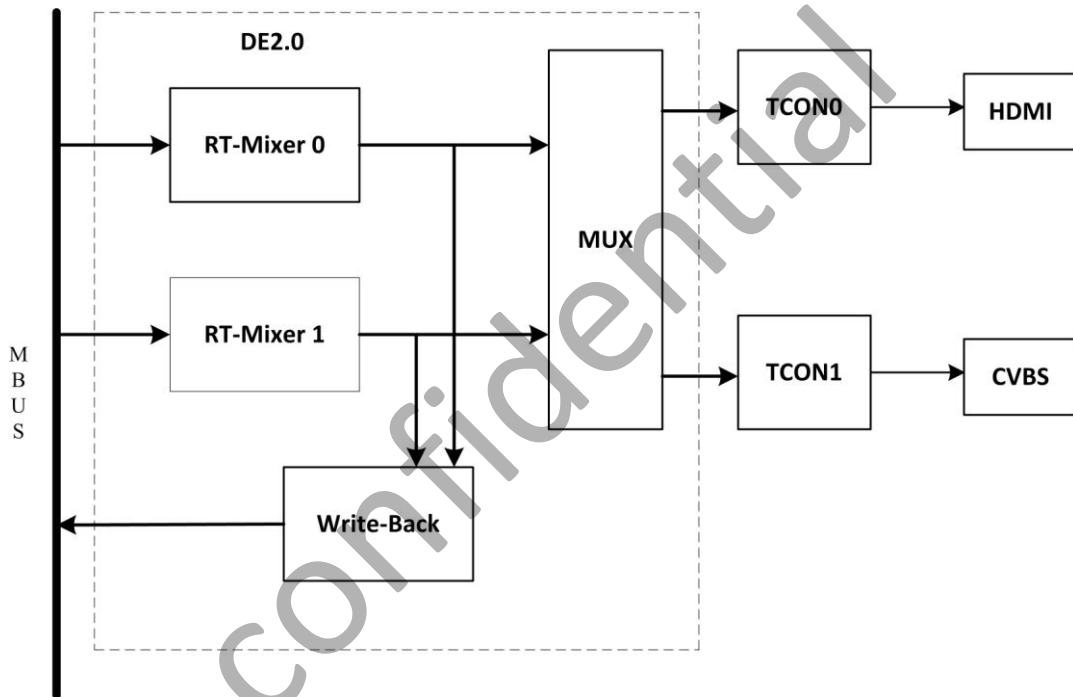 DE2.0
RT-Mixer 0
RT-Mixer 1
MUX
TCON0
HDMI
TCON1
CVBS
M
B
U
S
Write-Back
confidential